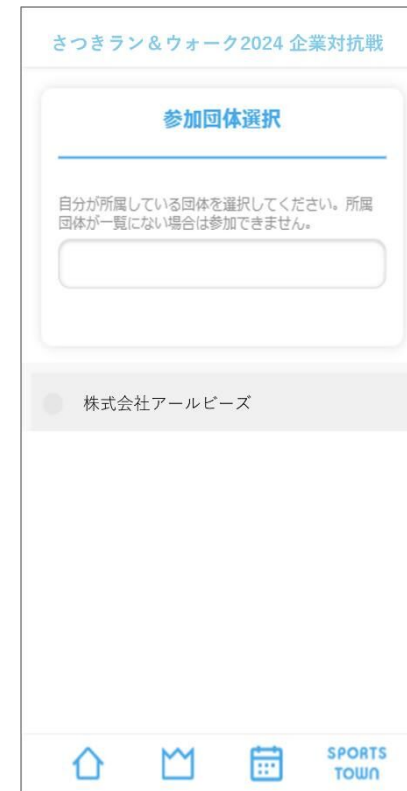 さつきラン＆ウォーク2024 企業対抗戦
参加団体選択
自分が所属している団体を選択してください。所属
団体が一覧にない場合は参加できません。
株式会社アールビーズ
SPORTS
TOWN